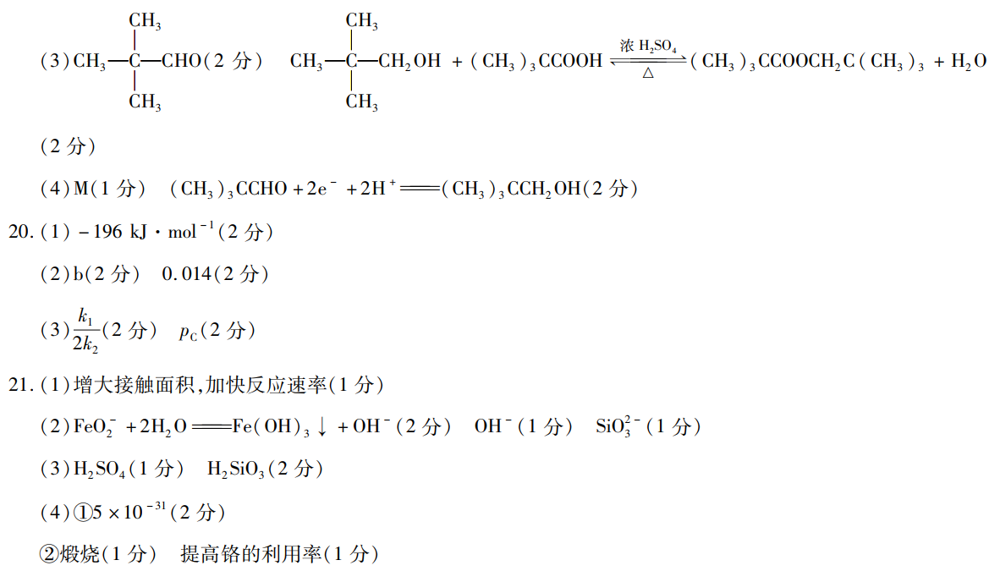 CH₃ CH₃
(3)CH₃—C—CHO(2 分) CH₃—C—CH₂OH + (CH₃)₃CCOOH ⇌ 浓 H₂SO₄ △ (CH₃)₃CCOOCH₂C(CH₃)₃ + H₂O
CH₃ CH₃
(2 分)
(4)M(1 分) (CH₃)₃CCHO + 2e⁻ + 2H⁺══(CH₃)₃CCH₂OH(2 分)
20. (1) −196 kJ·mol⁻¹(2 分)
(2)b(2 分) 0.014(2 分)
(3)k₁/2k₂(2 分) p_C(2 分)
21. (1)增大接触面积,加快反应速率(1 分)
(2)FeO₂⁻ + 2H₂O══Fe(OH)₃↓ + OH⁻(2 分) OH⁻(1 分) SiO₃²⁻(1 分)
(3)H₂SO₄(1 分) H₂SiO₃(2 分)
(4)①5×10⁻³¹(2 分)
②煅烧(1 分) 提高铬的利用率(1 分)